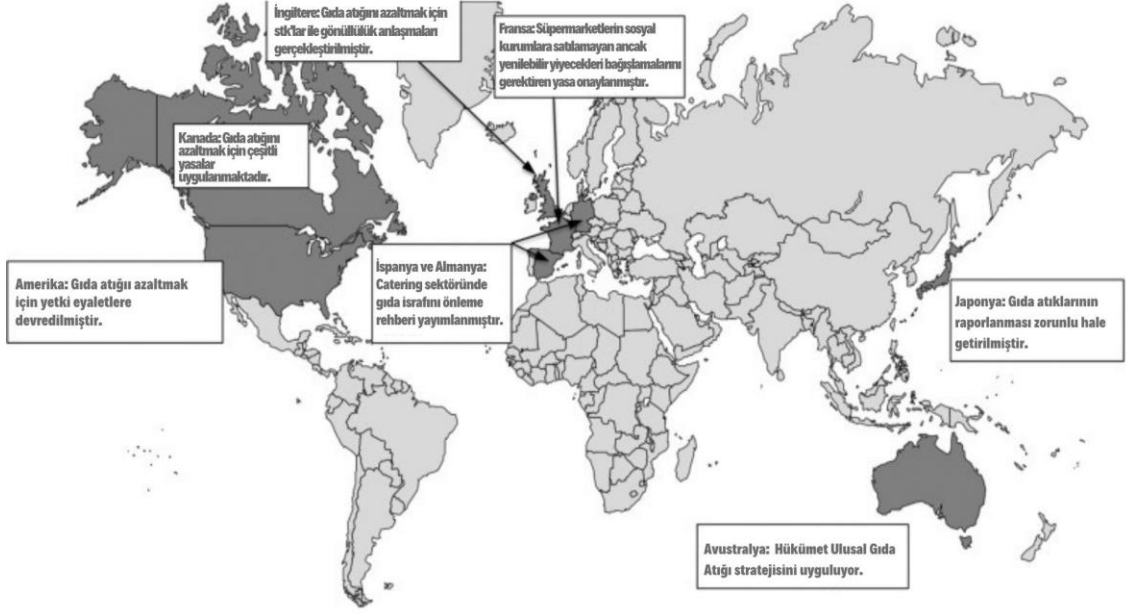 İngiltere: Gıda atığını azaltmak için
stk'lar ile gönüllülük anlaşmaları
gerçekleştirilmiştir.
Fransa: Süpermarketlerin sosyal
kurumlara satılamayan ancak
yenilebilir yiyecekleri bağışlamalarını
gerektiren yasa onaylanmıştır.
Kanada: Gıda atığını
azaltmak için çeşitli
yasalar
uygulanmaktadır.
Amerika: Gıda atığıı azaltmak
için yetki eyaletlere
devredilmiştir.
İspanya ve Almanya:
Catering sektöründe
gıda israfını önleme
rehberi yayımlanmıştır.
Japonya: Gıda atıklarının
raporlanması zorunlu hale
getirilmiştir.
Avustralya: Hükümet Ulusal Gıda
Atığı stratejisini uyguluyor.